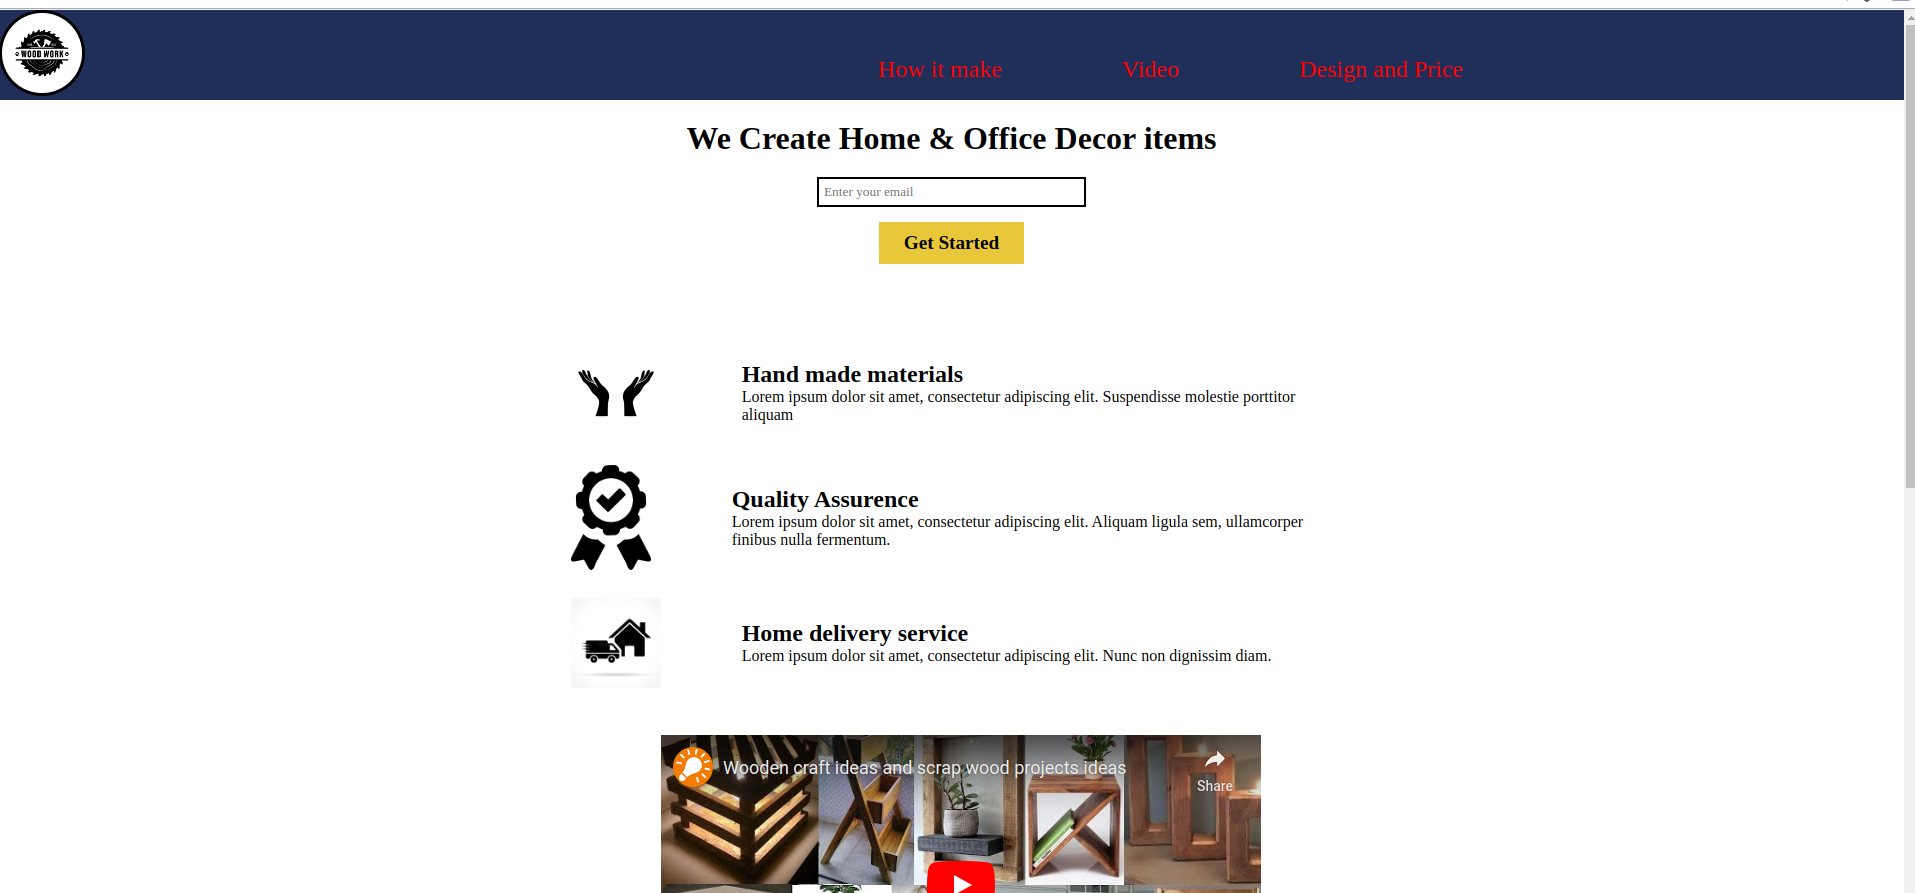 WOOD WORK
How it make
Video
Design and Price
We Create Home & Office Decor items
Enter your email
Get Started
Hand made materials
Lorem ipsum dolor sit amet, consectetur adipiscing elit. Suspendisse molestie porttitor
aliquam
Quality Assurence
Lorem ipsum dolor sit amet, consectetur adipiscing elit. Aliquam ligula sem, ullamcorper
finibus nulla fermentum.
Home delivery service
Lorem ipsum dolor sit amet, consectetur adipiscing elit. Nunc non dignissim diam.
Wooden craft ideas and scrap wood projects ideas
Share